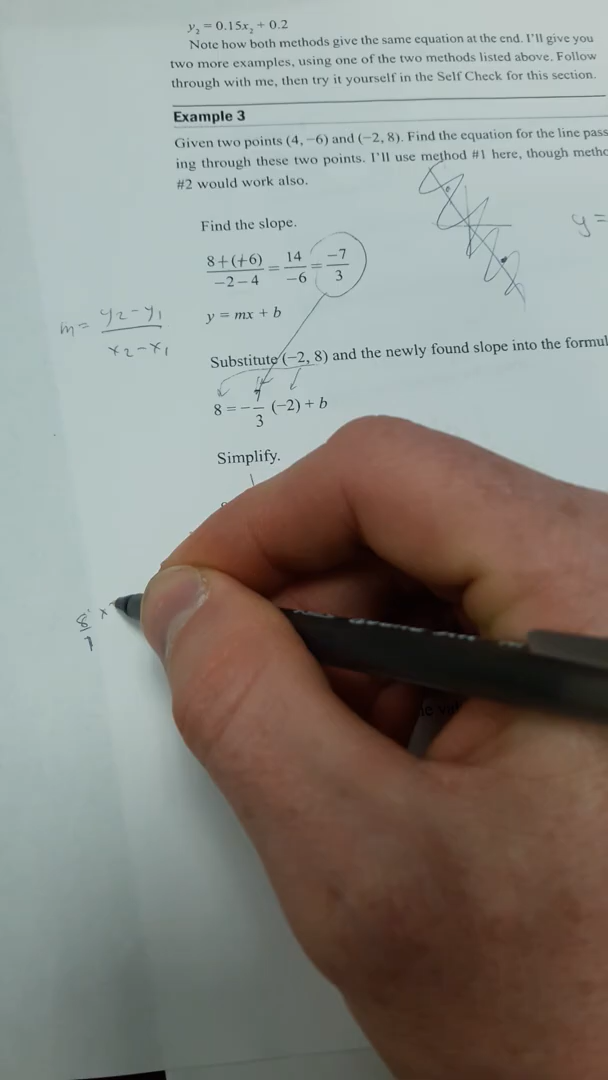 y₂ = 0.15x₂ + 0.2
Note how both methods give the same equation at the end. I'll give you
two more examples, using one of the two methods listed above. Follow
through with me, then try it yourself in the Self Check for this section.
Example 3
Given two points (4, −6) and (−2, 8). Find the equation for the line pass
ing through these two points. I'll use method #1 here, though metho
#2 would work also.
y =
Find the slope.
8+(+6) / −2−4 = 14 / −6 = −7 / 3
m = y₂−y₁ / x₂−x₁
y = mx + b
Substitute (−2, 8) and the newly found slope into the formul
8 = − 7 / 3 (−2) + b
Simplify.
8 / 1 ×